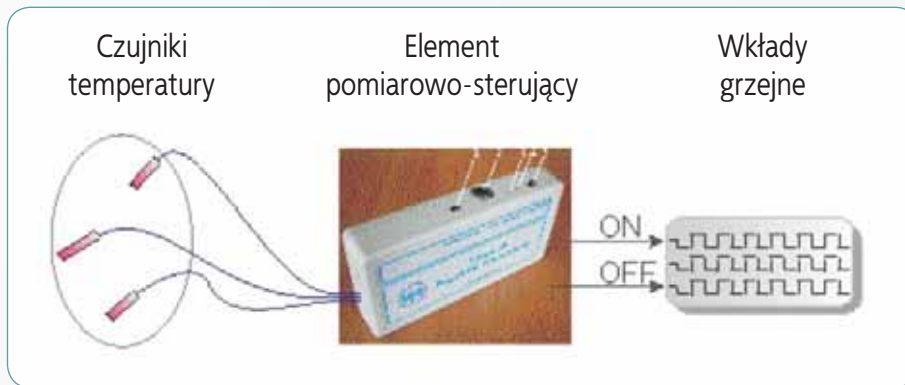 Czujniki
temperatury
Element
pomiarowo-sterujący
Wkłady
grzejne
ON
OFF